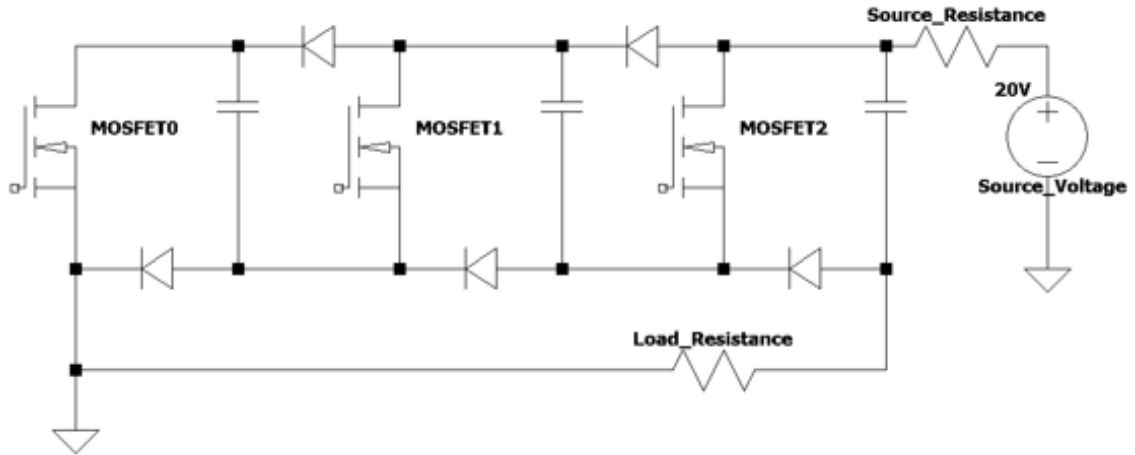 Source_Resistance
20V
MOSFET0
MOSFET1
MOSFET2
Source_Voltage
Load_Resistance